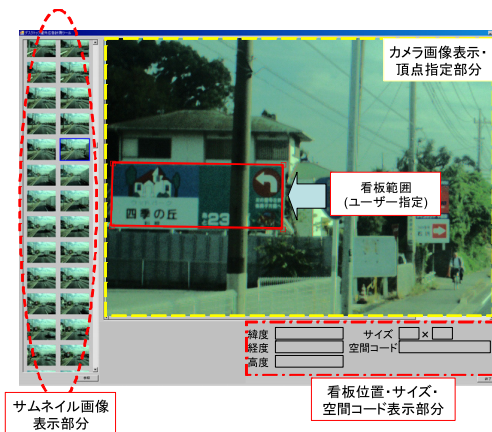 カメラ画像表示・
頂点指定部分
看板範囲
(ユーザー指定)
四季の丘
23
緯度
サイズ
×
経度
空間コード
高度
サムネイル画像
表示部分
看板位置・サイズ・
空間コード表示部分